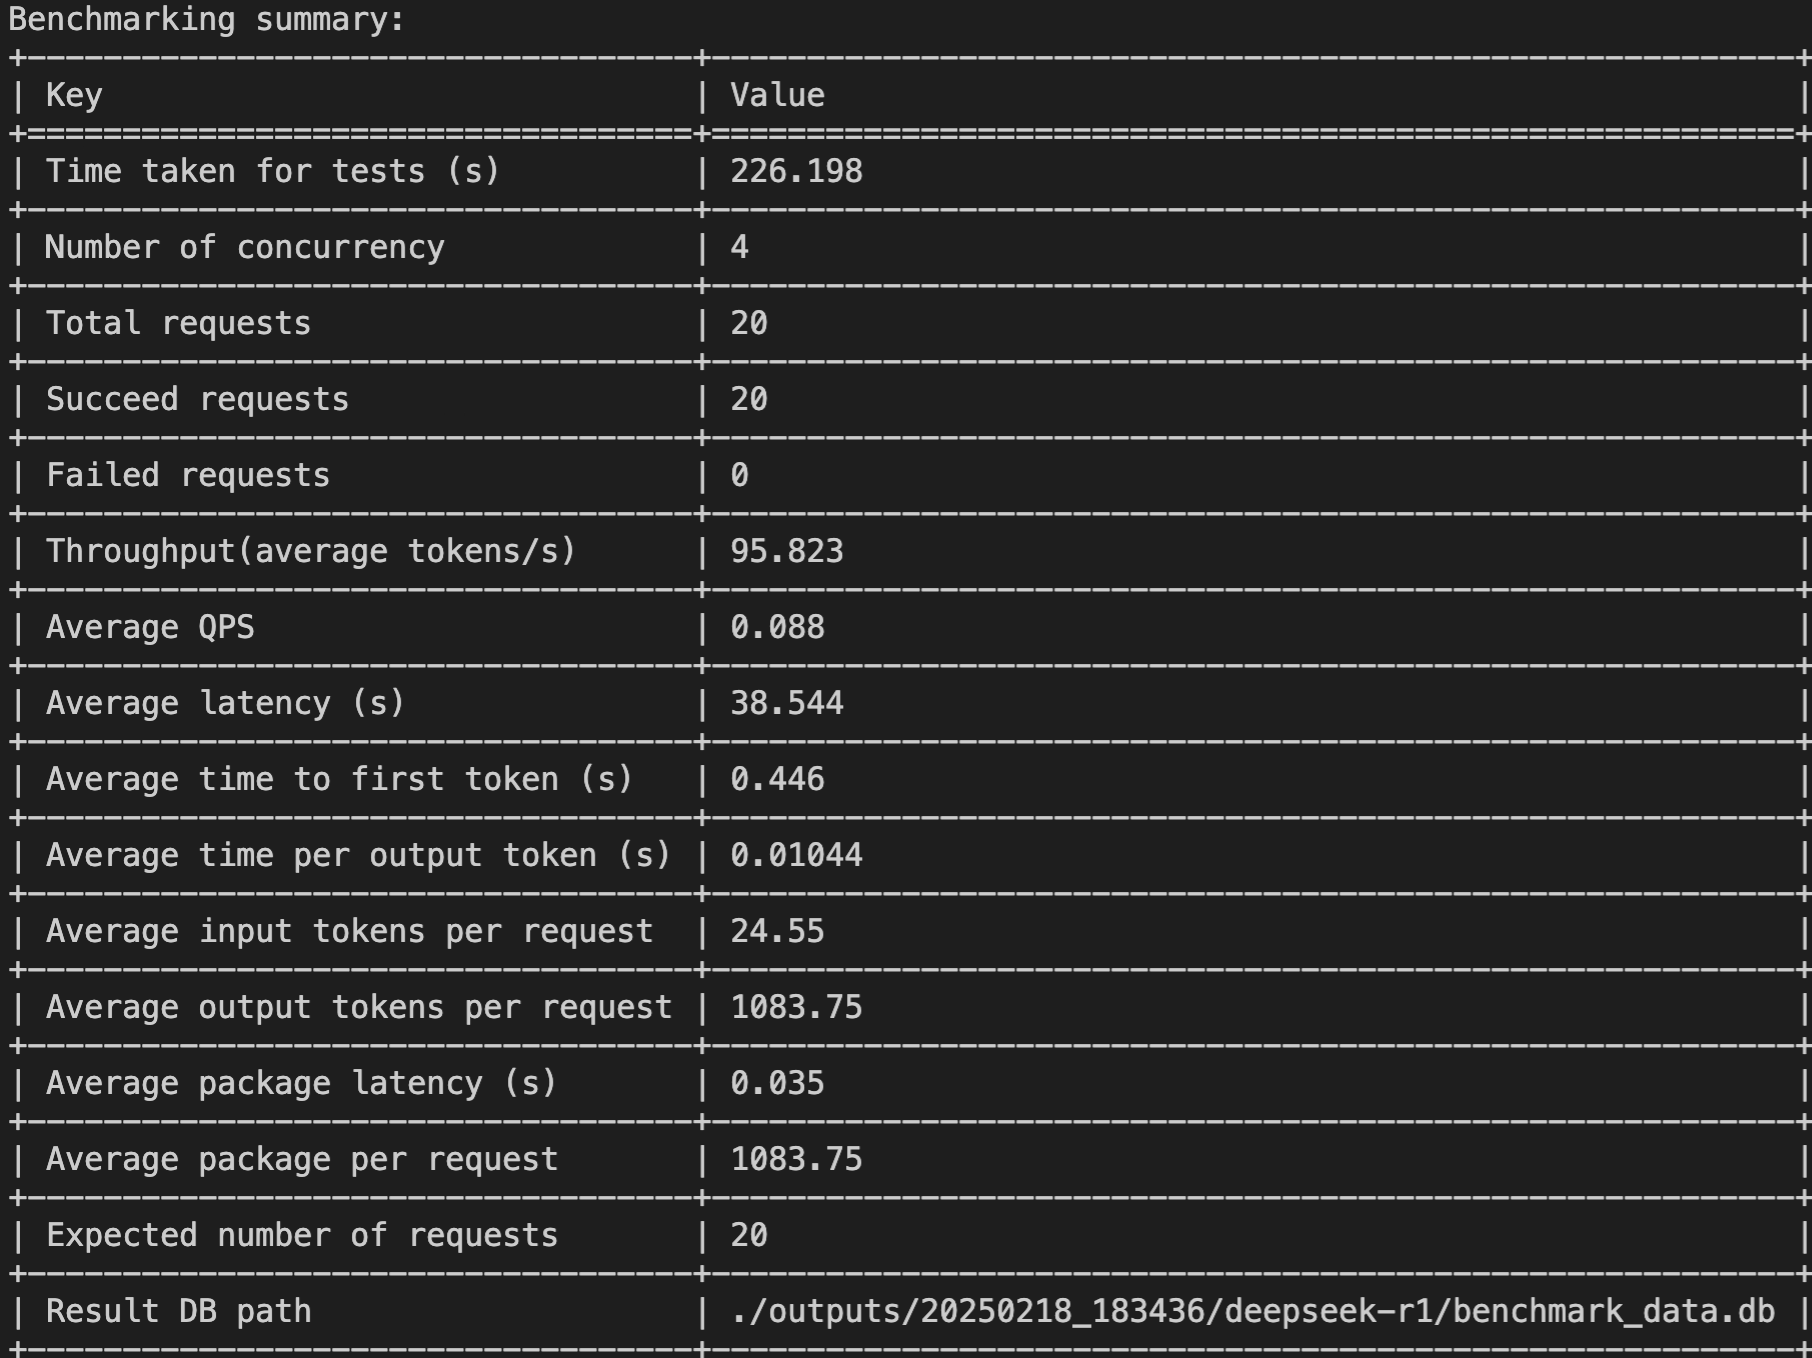 Benchmarking summary:
+-----------------------------------+---------------------------------------------------------+
| Key                               | Value                                                   |
+===================================+=========================================================+
| Time taken for tests (s)          | 226.198                                                 |
+-----------------------------------+---------------------------------------------------------+
| Number of concurrency             | 4                                                       |
+-----------------------------------+---------------------------------------------------------+
| Total requests                    | 20                                                      |
+-----------------------------------+---------------------------------------------------------+
| Succeed requests                  | 20                                                      |
+-----------------------------------+---------------------------------------------------------+
| Failed requests                   | 0                                                       |
+-----------------------------------+---------------------------------------------------------+
| Throughput(average tokens/s)      | 95.823                                                  |
+-----------------------------------+---------------------------------------------------------+
| Average QPS                       | 0.088                                                   |
+-----------------------------------+---------------------------------------------------------+
| Average latency (s)               | 38.544                                                  |
+-----------------------------------+---------------------------------------------------------+
| Average time to first token (s)   | 0.446                                                   |
+-----------------------------------+---------------------------------------------------------+
| Average time per output token (s) | 0.01044                                                 |
+-----------------------------------+---------------------------------------------------------+
| Average input tokens per request  | 24.55                                                   |
+-----------------------------------+---------------------------------------------------------+
| Average output tokens per request | 1083.75                                                 |
+-----------------------------------+---------------------------------------------------------+
| Average package latency (s)       | 0.035                                                   |
+-----------------------------------+---------------------------------------------------------+
| Average package per request       | 1083.75                                                 |
+-----------------------------------+---------------------------------------------------------+
| Expected number of requests       | 20                                                      |
+-----------------------------------+---------------------------------------------------------+
| Result DB path                    | ./outputs/20250218_183436/deepseek-r1/benchmark_data.db |
+-----------------------------------+---------------------------------------------------------+